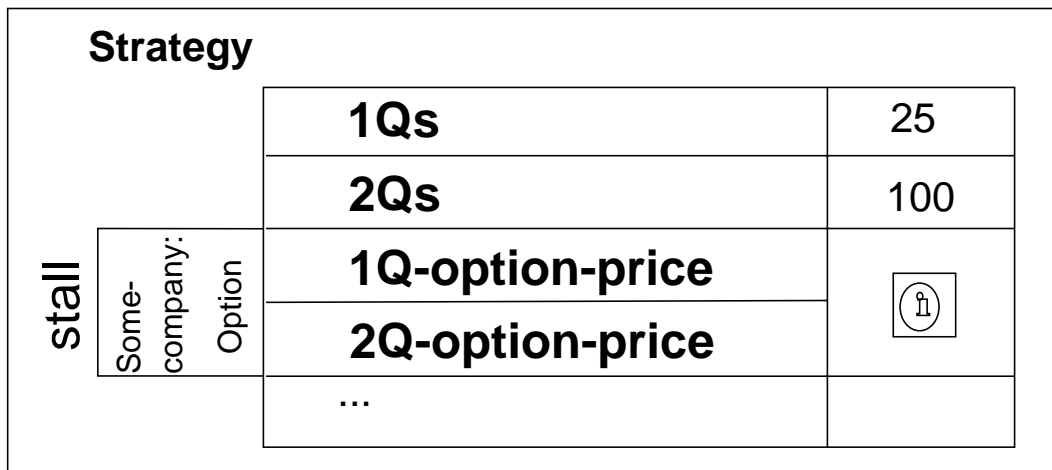 Strategy
1Qs
25
2Qs
100
stall
Some-
company:
Option
1Q-option-price
2Q-option-price
...